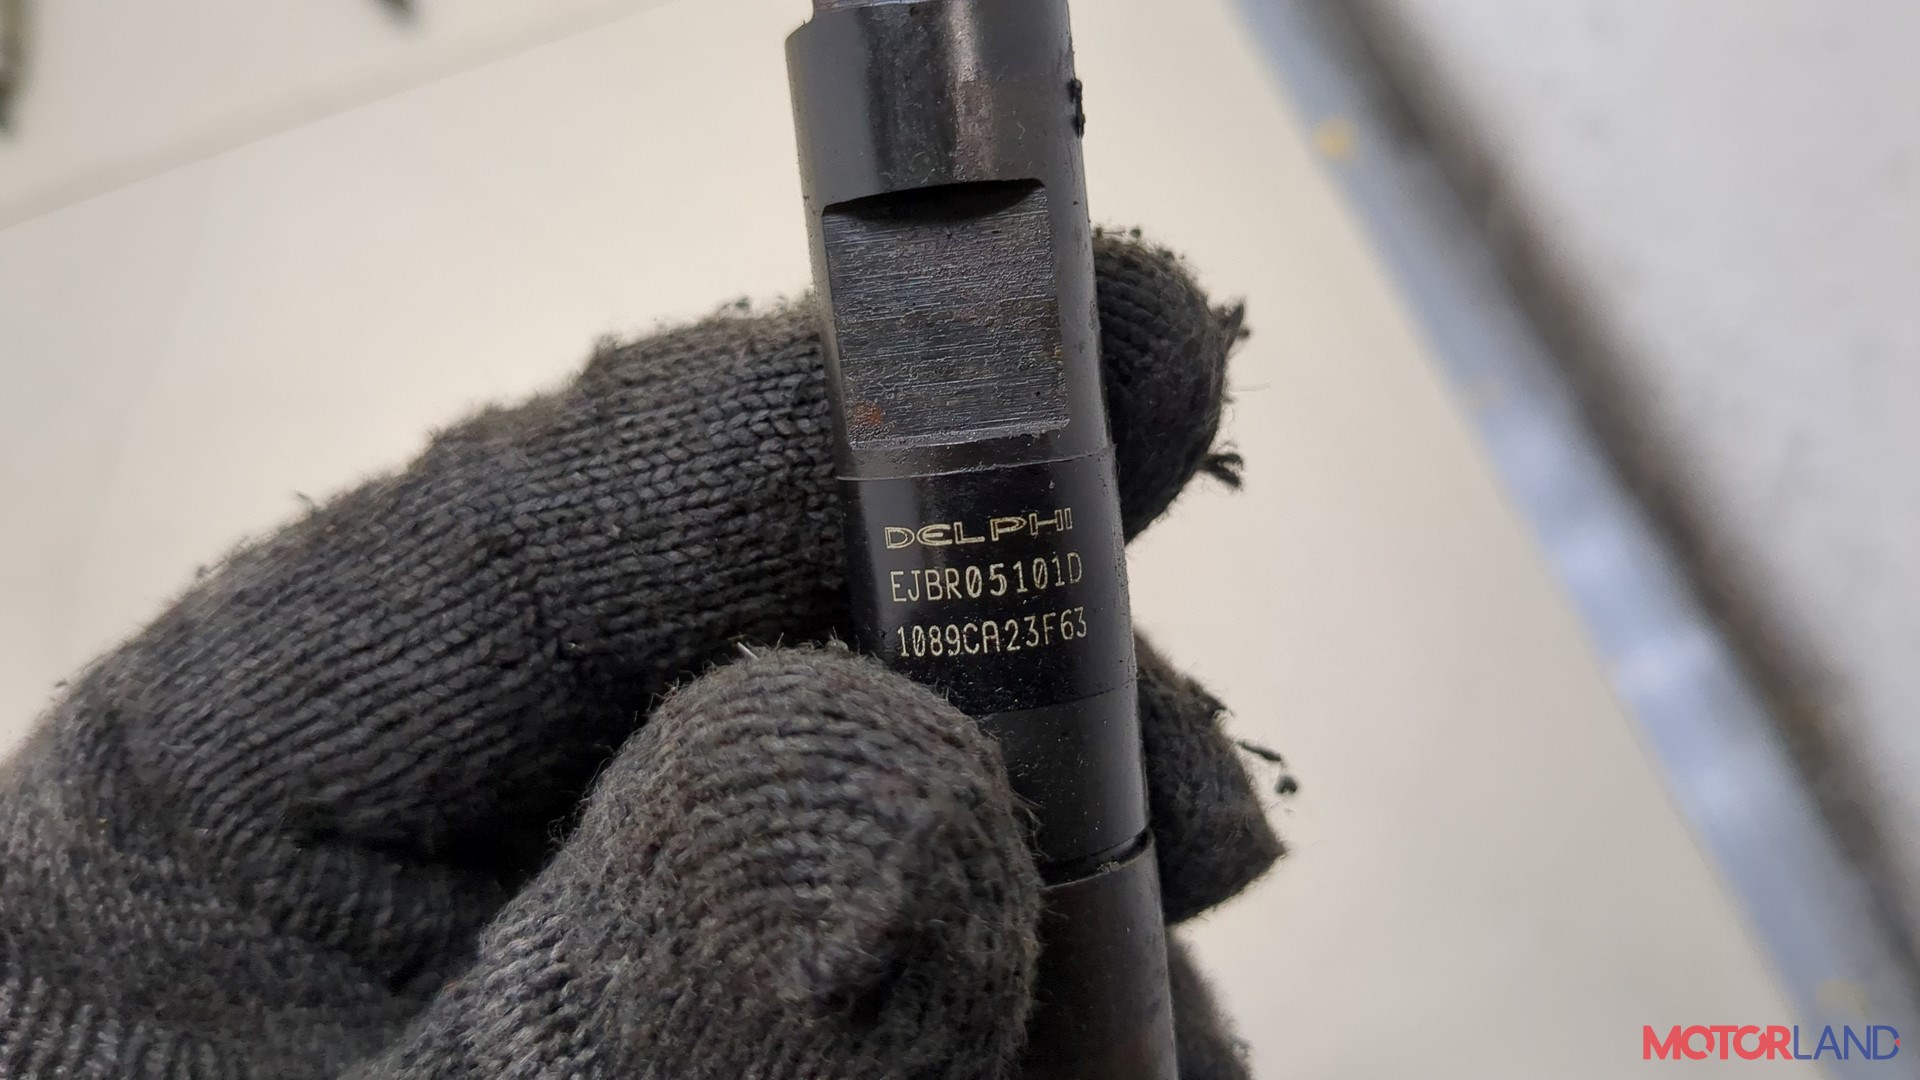 DELPHI
EJBR05101D
1089CA23F63
MOTORLAND